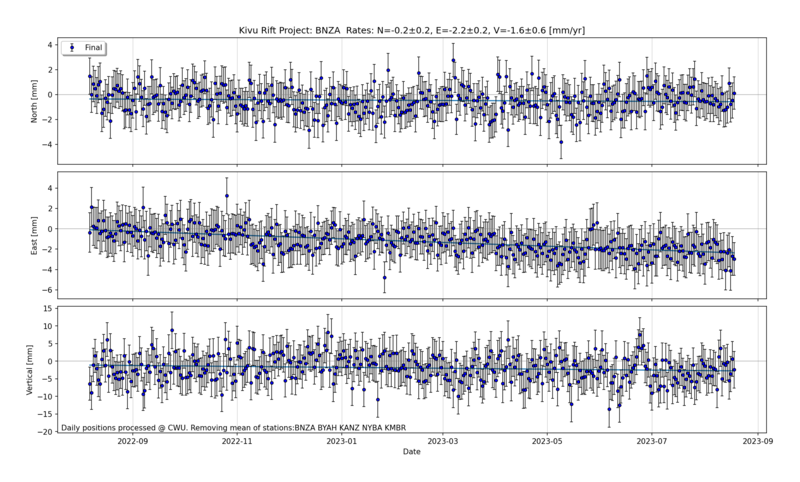 Kivu Rift Project: BNZA Rates: N=-0.2±0.2, E=-2.2±0.2, V=-1.6±0.6 [mm/yr]
Final
North [mm]
4
2
0
−2
−4
East [mm]
4
2
0
−2
−4
−6
Vertical [mm]
15
10
5
0
−5
−10
−15
−20
Daily positions processed @ CWU. Removing mean of stations:BNZA BYAH KANZ NYBA KMBR
2022-09 2022-11 2023-01 2023-03 2023-05 2023-07 2023-09
Date